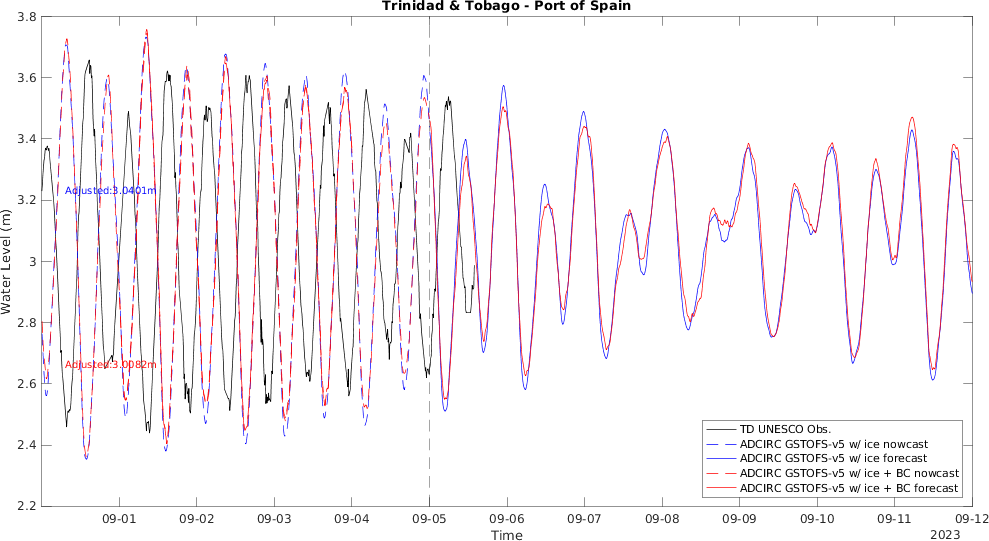 Trinidad & Tobago - Port of Spain
3.8
3.6
3.4
3.2
3
2.8
2.6
2.4
2.2
Water Level (m)
Adjusted:3.0401m
Adjusted:3.0082m
TD UNESCO Obs.
ADCIRC GSTOFS-v5 w/ ice nowcast
ADCIRC GSTOFS-v5 w/ ice forecast
ADCIRC GSTOFS-v5 w/ ice + BC nowcast
ADCIRC GSTOFS-v5 w/ ice + BC forecast
09-01 09-02 09-03 09-04 09-05 09-06 09-07 09-08 09-09 09-10 09-11 09-12
Time
2023